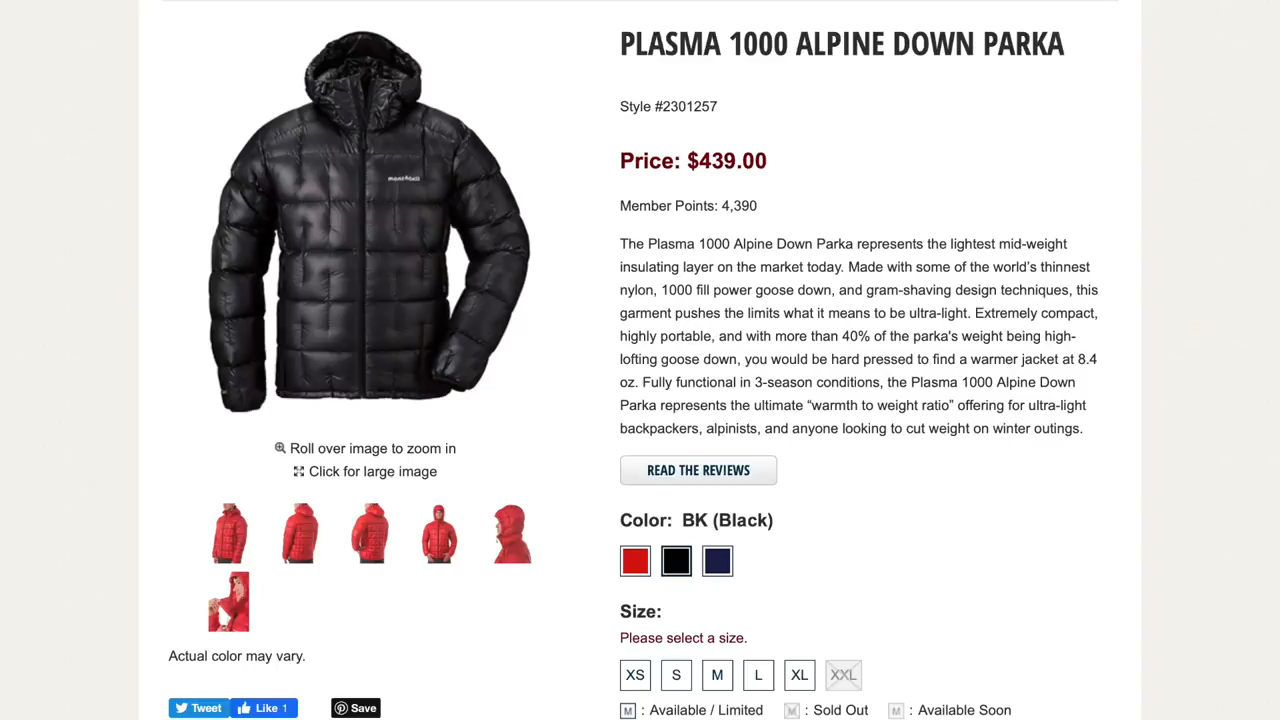 PLASMA 1000 ALPINE DOWN PARKA
Style #2301257
Price: $439.00
Member Points: 4,390
The Plasma 1000 Alpine Down Parka represents the lightest mid-weight
insulating layer on the market today. Made with some of the world’s thinnest
nylon, 1000 fill power goose down, and gram-shaving design techniques, this
garment pushes the limits what it means to be ultra-light. Extremely compact,
highly portable, and with more than 40% of the parka's weight being high-
lofting goose down, you would be hard pressed to find a warmer jacket at 8.4
oz. Fully functional in 3-season conditions, the Plasma 1000 Alpine Down
Parka represents the ultimate “warmth to weight ratio” offering for ultra-light
backpackers, alpinists, and anyone looking to cut weight on winter outings.
READ THE REVIEWS
Color: BK (Black)
Size:
Please select a size.
XS S M L XL XXL
M : Available / Limited M : Sold Out M : Available Soon
mont-bell
Roll over image to zoom in
Click for large image
Actual color may vary.
Tweet Like 1 Save